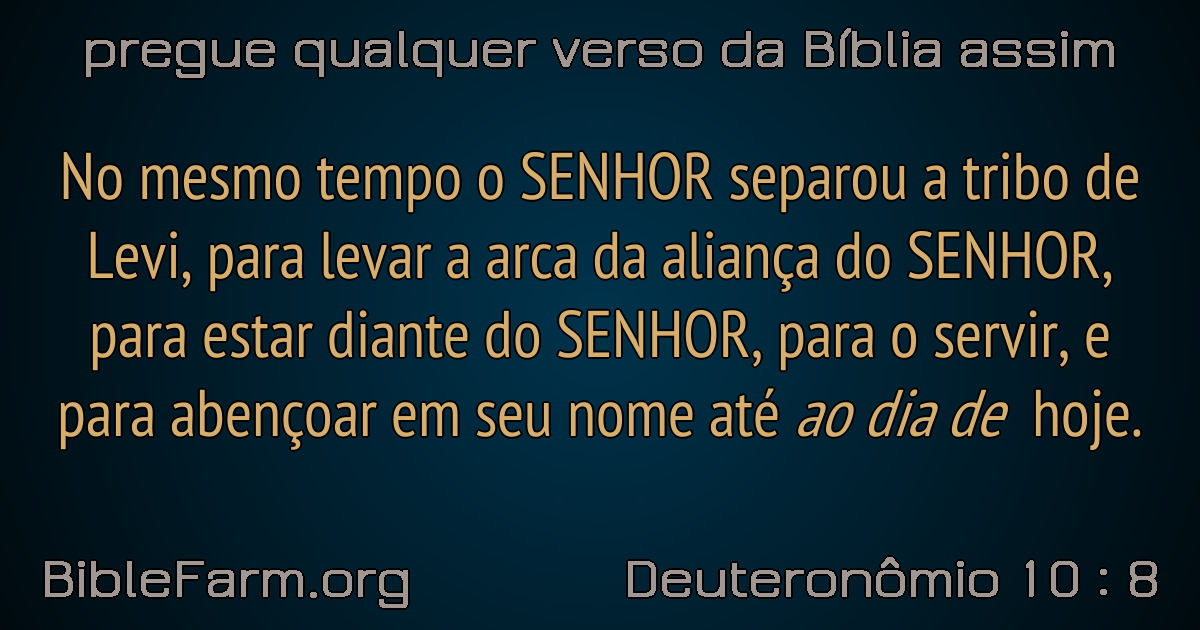 pregue qualquer verso da Bíblia assim
No mesmo tempo o SENHOR separou a tribo de
Levi, para levar a arca da aliança do SENHOR,
para estar diante do SENHOR, para o servir, e
para abençoar em seu nome até ao dia de hoje.
BibleFarm.org
Deuteronômio 10 : 8